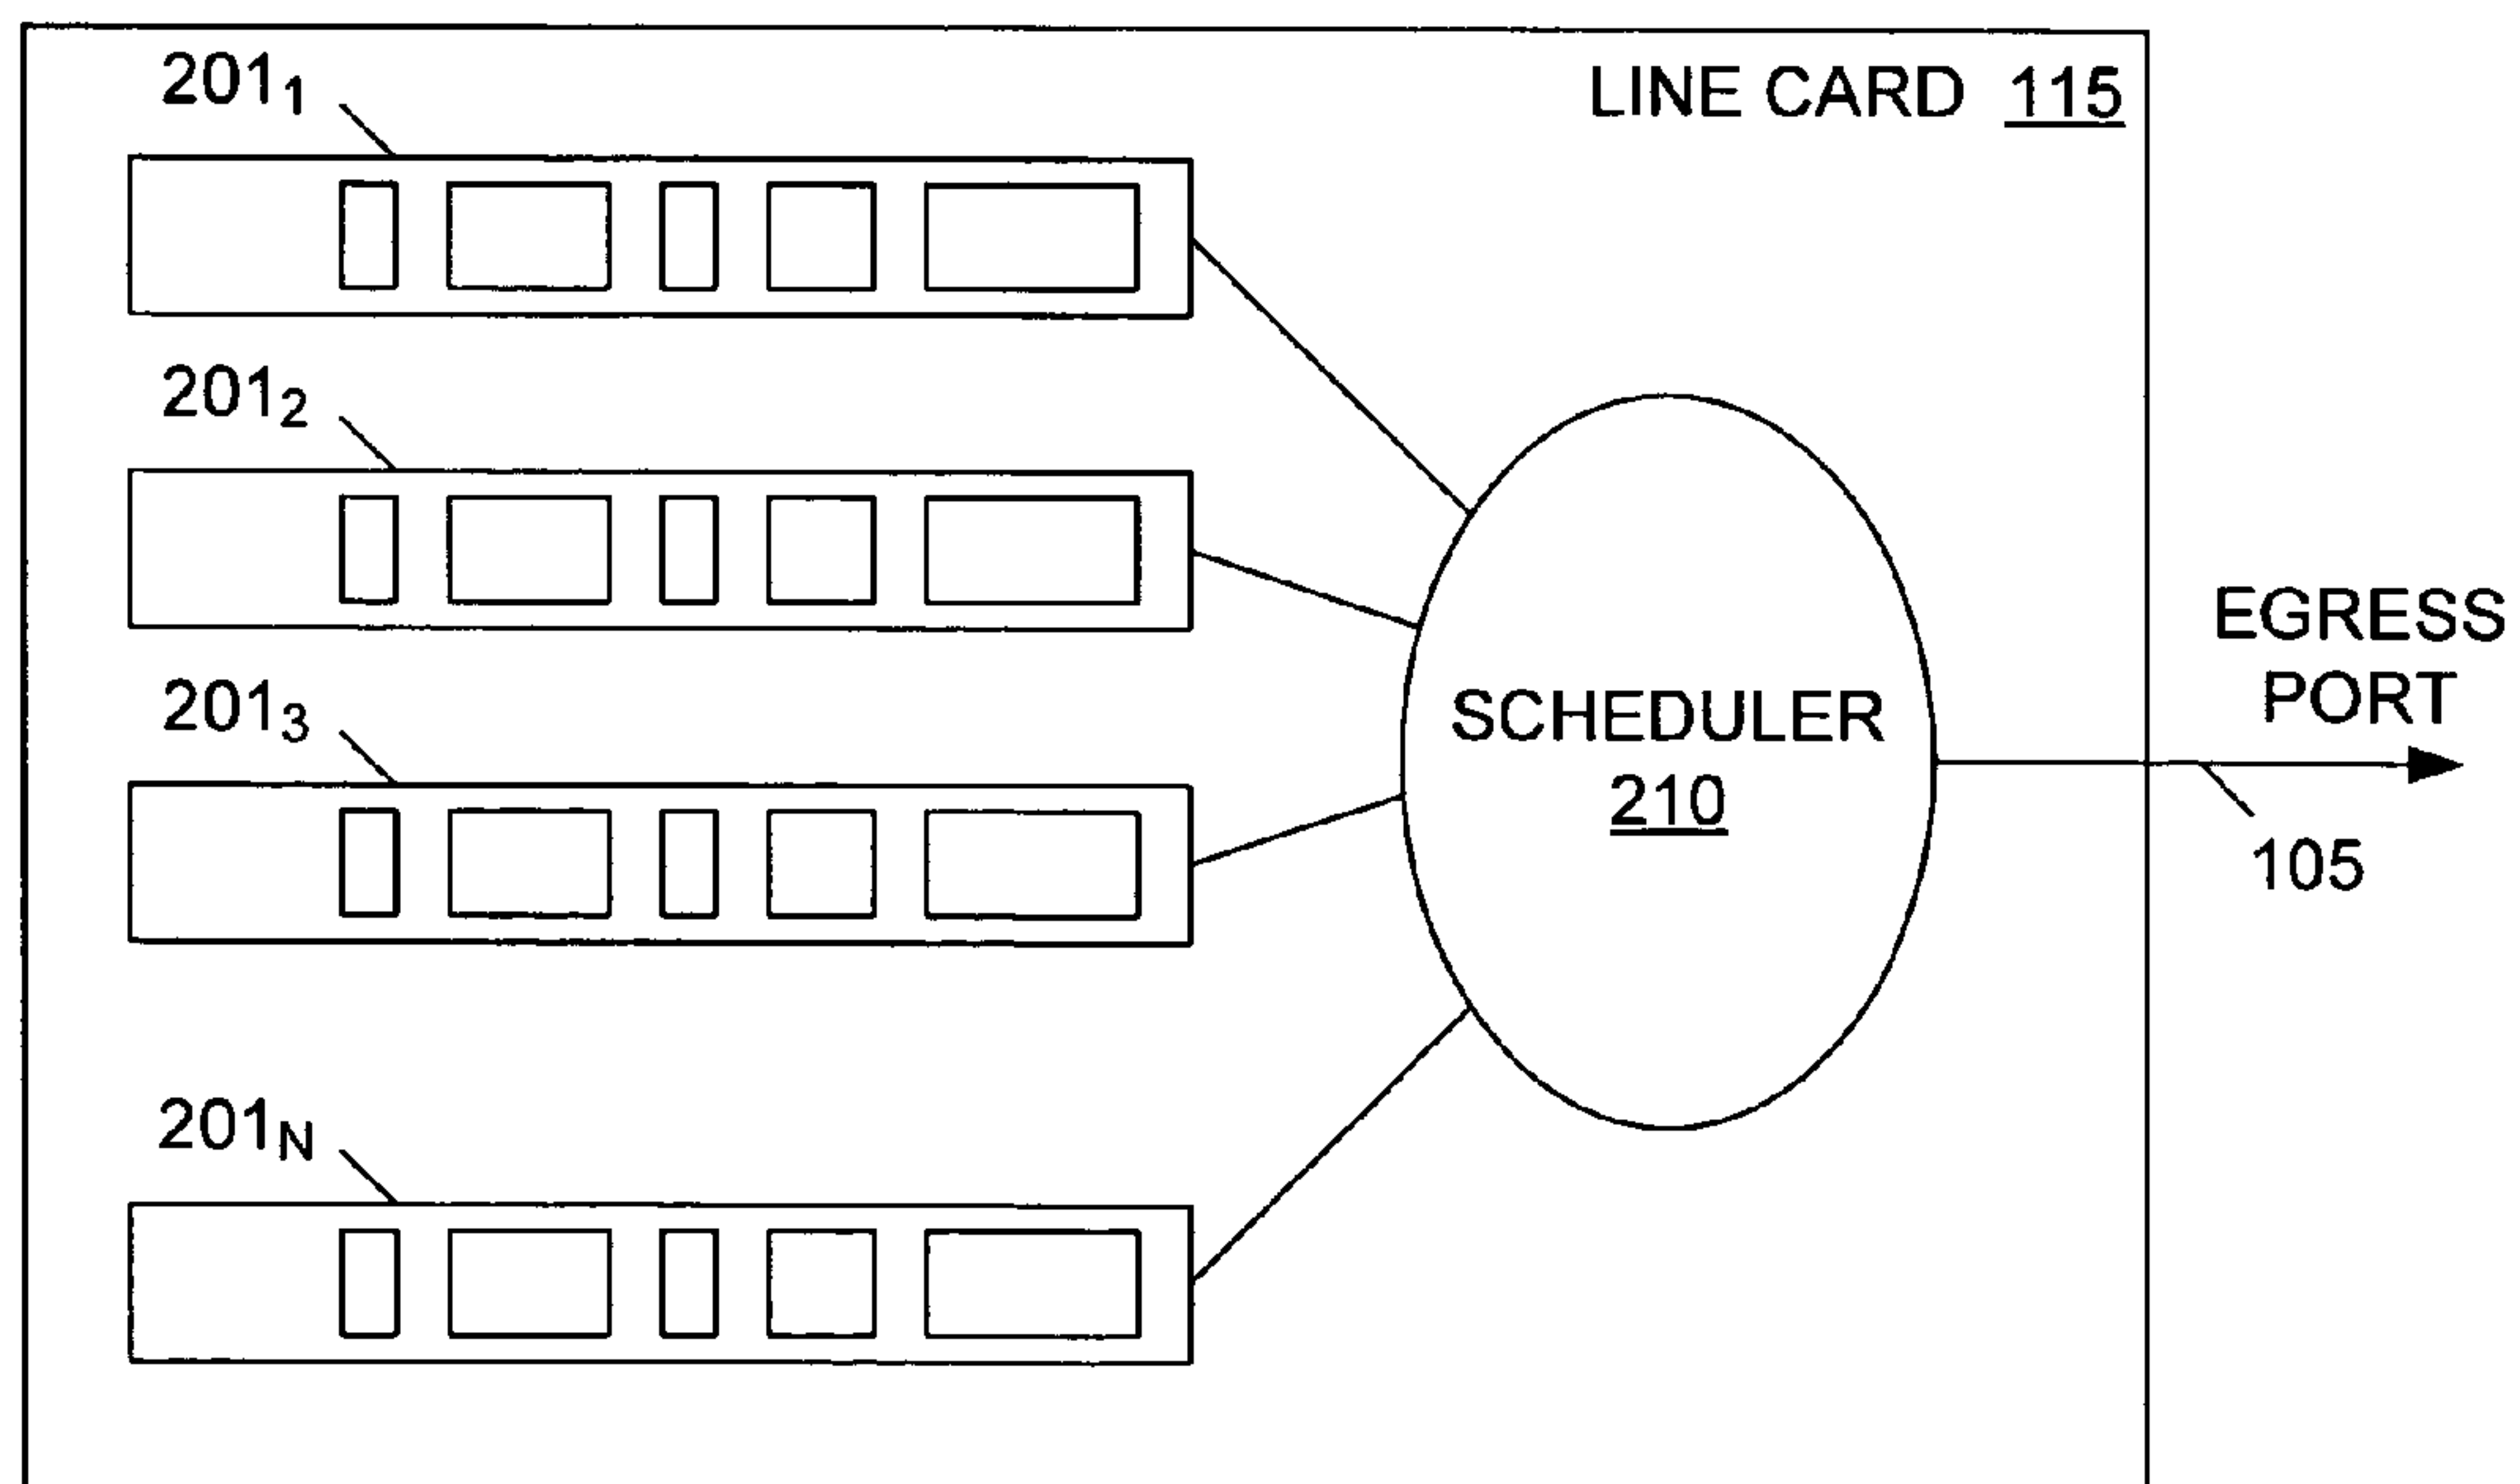 LINE CARD 115
201₁
201₂
201₃
201N
SCHEDULER
210
EGRESS
PORT
105